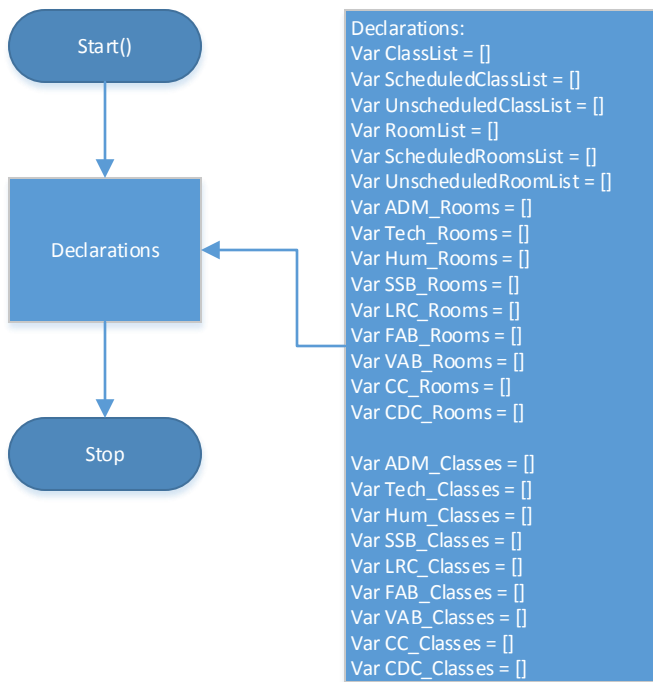 Start()
Declarations
Stop
Declarations:
Var ClassList = []
Var ScheduledClassList = []
Var UnscheduledClassList = []
Var RoomList = []
Var ScheduledRoomsList = []
Var UnscheduledRoomList = []
Var ADM_Rooms = []
Var Tech_Rooms = []
Var Hum_Rooms = []
Var SSB_Rooms = []
Var LRC_Rooms = []
Var FAB_Rooms = []
Var VAB_Rooms = []
Var CC_Rooms = []
Var CDC_Rooms = []
Var ADM_Classes = []
Var Tech_Classes = []
Var Hum_Classes = []
Var SSB_Classes = []
Var LRC_Classes = []
Var FAB_Classes = []
Var VAB_Classes = []
Var CC_Classes = []
Var CDC_Classes = []